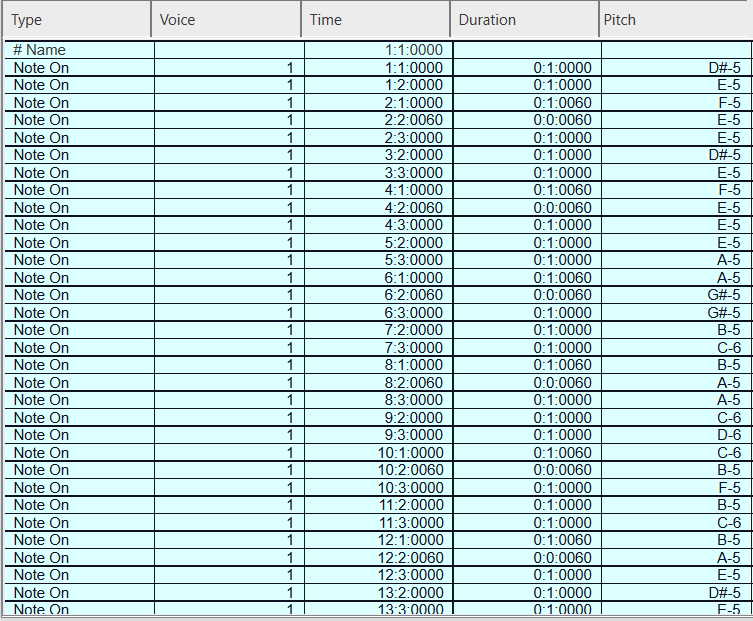 Type Voice Time Duration Pitch
# Name 1:1:0000
Note On 1 1:1:0000 0:1:0000 D#-5
Note On 1 1:2:0000 0:1:0000 E-5
Note On 1 2:1:0000 0:1:0060 F-5
Note On 1 2:2:0060 0:0:0060 E-5
Note On 1 2:3:0000 0:1:0000 E-5
Note On 1 3:2:0000 0:1:0000 D#-5
Note On 1 3:3:0000 0:1:0000 E-5
Note On 1 4:1:0000 0:1:0060 F-5
Note On 1 4:2:0060 0:0:0060 E-5
Note On 1 4:3:0000 0:1:0000 E-5
Note On 1 5:2:0000 0:1:0000 E-5
Note On 1 5:3:0000 0:1:0000 A-5
Note On 1 6:1:0000 0:1:0060 A-5
Note On 1 6:2:0060 0:0:0060 G#-5
Note On 1 6:3:0000 0:1:0000 G#-5
Note On 1 7:2:0000 0:1:0000 B-5
Note On 1 7:3:0000 0:1:0000 C-6
Note On 1 8:1:0000 0:1:0060 B-5
Note On 1 8:2:0060 0:0:0060 A-5
Note On 1 8:3:0000 0:1:0000 A-5
Note On 1 9:2:0000 0:1:0000 C-6
Note On 1 9:3:0000 0:1:0000 D-6
Note On 1 10:1:0000 0:1:0060 C-6
Note On 1 10:2:0060 0:0:0060 B-5
Note On 1 10:3:0000 0:1:0000 F-5
Note On 1 11:2:0000 0:1:0000 B-5
Note On 1 11:3:0000 0:1:0000 C-6
Note On 1 12:1:0000 0:1:0060 B-5
Note On 1 12:2:0060 0:0:0060 A-5
Note On 1 12:3:0000 0:1:0000 E-5
Note On 1 13:2:0000 0:1:0000 D#-5
Note On 1 13:3:0000 0:1:0000